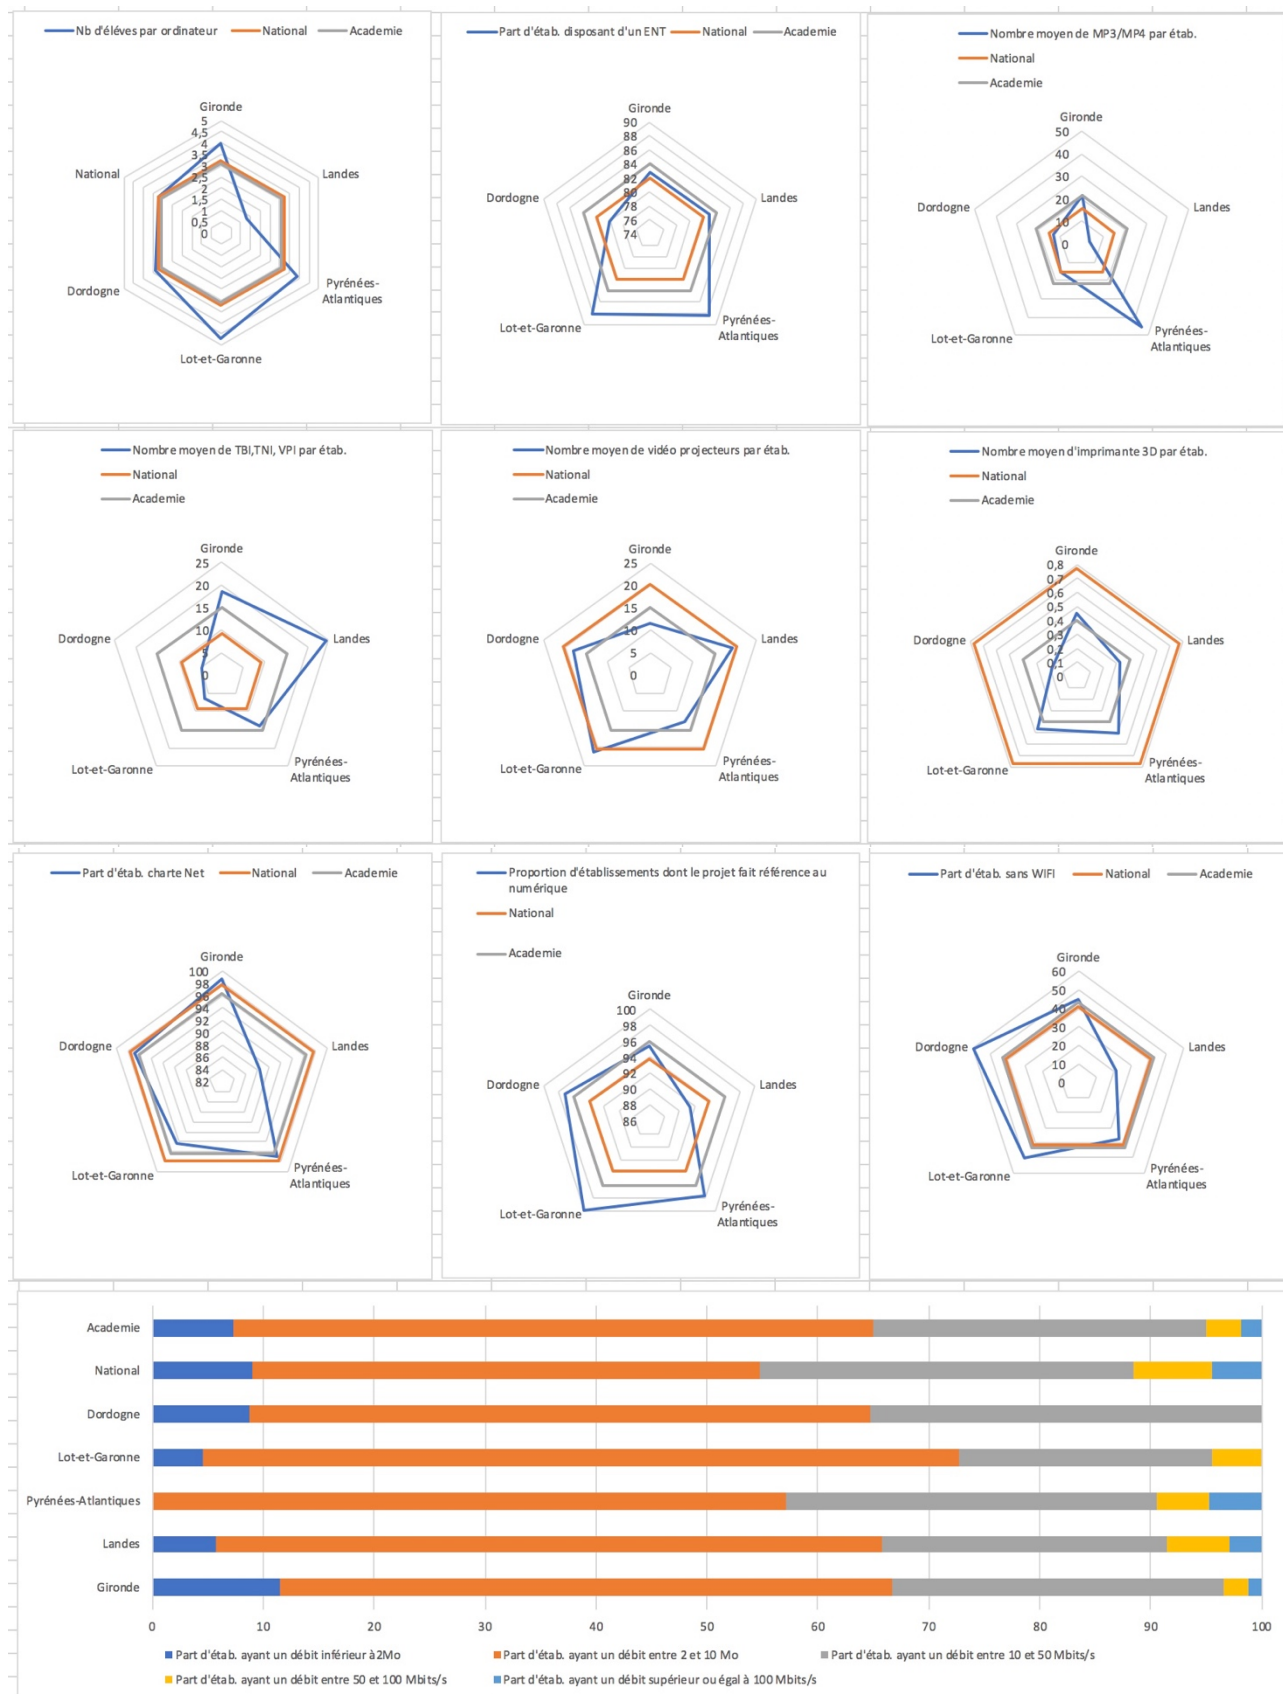 Nb d'éléves par ordinateur National Academie
Gironde
5
4,5
4
3,5
3
2,5
2
1,5
1
0,5
0
National
Landes
Dordogne
Pyrénées-
Atlantiques
Lot-et-Garonne
Part d'étab. disposant d'un ENT National Academie
Gironde
90
88
86
84
82
80
78
76
74
Dordogne
Landes
Lot-et-Garonne
Pyrénées-
Atlantiques
Nombre moyen de MP3/MP4 par étab.
National
Academie
Gironde
50
40
30
20
10
0
Dordogne
Landes
Lot-et-Garonne
Pyrénées-
Atlantiques
Nombre moyen de TBI,TNI, VPI par étab.
National
Academie
Gironde
25
20
15
10
5
0
Dordogne
Landes
Lot-et-Garonne
Pyrénées-
Atlantiques
Nombre moyen de vidéo projecteurs par étab.
National
Academie
Gironde
25
20
15
10
5
0
Dordogne
Landes
Lot-et-Garonne
Pyrénées-
Atlantiques
Nombre moyen d'imprimante 3D par étab.
National
Academie
Gironde
0,8
0,7
0,6
0,5
0,4
0,3
0,2
0,1
0
Dordogne
Landes
Lot-et-Garonne
Pyrénées-
Atlantiques
Part d'étab. charte Net National Academie
Gironde
100
98
96
94
92
90
88
86
84
82
Dordogne
Landes
Lot-et-Garonne
Pyrénées-
Atlantiques
Proportion d'établissements dont le projet fait référence au
numérique
National
Academie
Gironde
100
98
96
94
92
90
88
86
Dordogne
Landes
Lot-et-Garonne
Pyrénées-
Atlantiques
Part d'étab. sans WIFI National Academie
Gironde
60
50
40
30
20
10
0
Dordogne
Landes
Lot-et-Garonne
Pyrénées-
Atlantiques
Academie
National
Dordogne
Lot-et-Garonne
Pyrénées-Atlantiques
Landes
Gironde
0 10 20 30 40 50 60 70 80 90 100
Part d'étab. ayant un débit inférieur à2Mo Part d'étab. ayant un débit entre 2 et 10 Mo Part d'étab. ayant un débit entre 10 et 50 Mbits/s
Part d'étab. ayant un débit entre 50 et 100 Mbits/s Part d'étab. ayant un débit supérieur ou égal à 100 Mbits/s